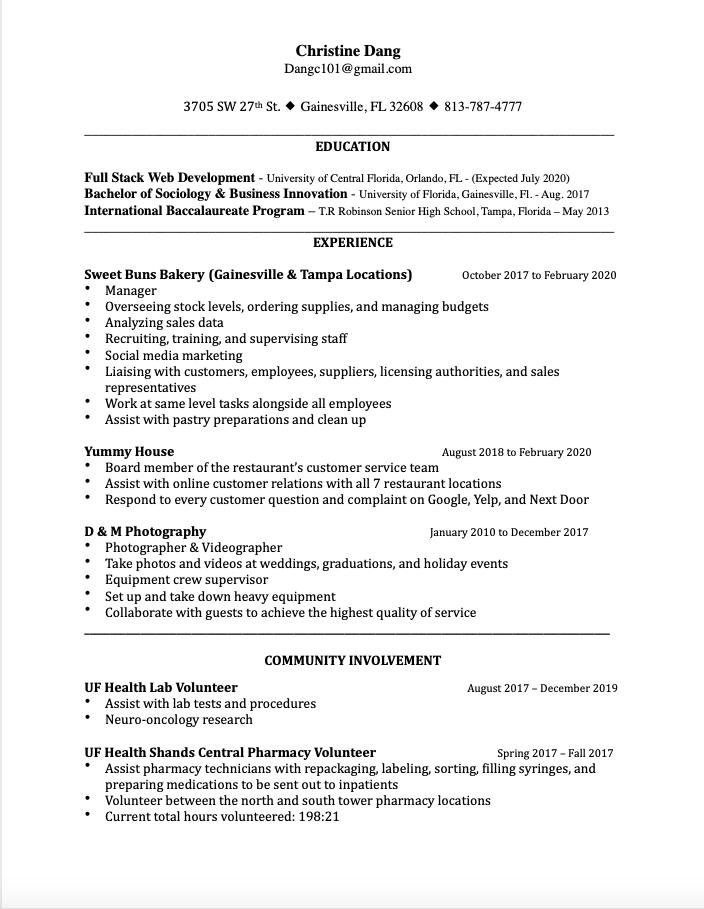 Christine Dang
Dangc101@gmail.com
3705 SW 27th St. ◆ Gainesville, FL 32608 ◆ 813-787-4777
EDUCATION
Full Stack Web Development - University of Central Florida, Orlando, FL - (Expected July 2020)
Bachelor of Sociology & Business Innovation - University of Florida, Gainesville, Fl. - Aug. 2017
International Baccalaureate Program – T.R Robinson Senior High School, Tampa, Florida – May 2013
EXPERIENCE
Sweet Buns Bakery (Gainesville & Tampa Locations) October 2017 to February 2020
• Manager
• Overseeing stock levels, ordering supplies, and managing budgets
• Analyzing sales data
• Recruiting, training, and supervising staff
• Social media marketing
• Liaising with customers, employees, suppliers, licensing authorities, and sales
representatives
• Work at same level tasks alongside all employees
• Assist with pastry preparations and clean up
Yummy House August 2018 to February 2020
• Board member of the restaurant's customer service team
• Assist with online customer relations with all 7 restaurant locations
• Respond to every customer question and complaint on Google, Yelp, and Next Door
D & M Photography January 2010 to December 2017
• Photographer & Videographer
• Take photos and videos at weddings, graduations, and holiday events
• Equipment crew supervisor
• Set up and take down heavy equipment
• Collaborate with guests to achieve the highest quality of service
COMMUNITY INVOLVEMENT
UF Health Lab Volunteer August 2017 – December 2019
• Assist with lab tests and procedures
• Neuro-oncology research
UF Health Shands Central Pharmacy Volunteer Spring 2017 – Fall 2017
• Assist pharmacy technicians with repackaging, labeling, sorting, filling syringes, and
preparing medications to be sent out to inpatients
• Volunteer between the north and south tower pharmacy locations
• Current total hours volunteered: 198:21